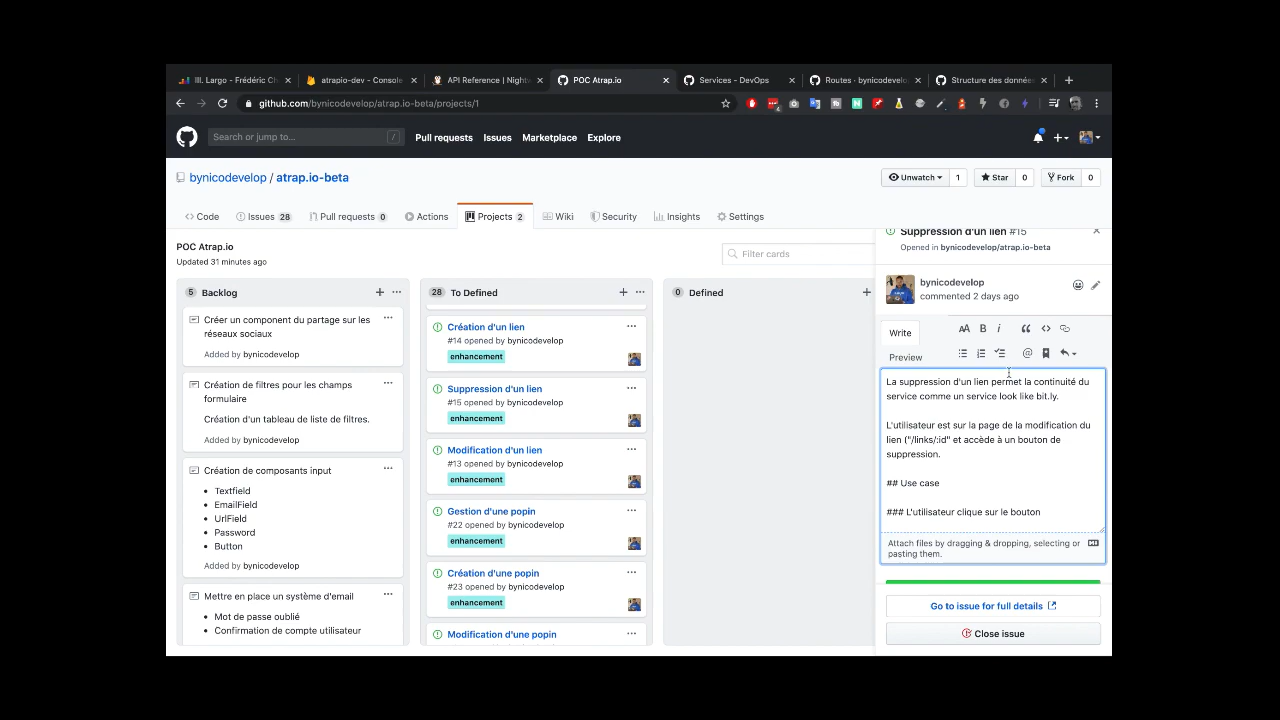 III. Largo - Frédéric Ch
atrapio-dev - Console
API Reference | Night
POC Atrap.io
Services - DevOps
Routes · bynicodevelo
Structure des donnée
github.com/bynicodevelop/atrap.io-beta/projects/1
Search or jump to...
/
Pull requests
Issues
Marketplace
Explore
bynicodevelop / atrap.io-beta
Unwatch
1
Star
0
Fork
0
Code
Issues 28
Pull requests 0
Actions
Projects 2
Wiki
Security
Insights
Settings
POC Atrap.io
Updated 31 minutes ago
Filter cards
5 Backlog
Créer un component du partage sur les
réseaux sociaux
Added by bynicodevelop
Création de filtres pour les champs
formulaire
Création d'un tableau de liste de filtres.
Added by bynicodevelop
Création de composants input
• Textfield
• EmailField
• UrlField
• Password
• Button
Added by bynicodevelop
Mettre en place un système d'email
• Mot de passe oublié
• Confirmation de compte utilisateur
28 To Defined
Création d'un lien
#14 opened by bynicodevelop
enhancement
Suppression d'un lien
#15 opened by bynicodevelop
enhancement
Modification d'un lien
#13 opened by bynicodevelop
enhancement
Gestion d'une popin
#22 opened by bynicodevelop
enhancement
Création d'une popin
#23 opened by bynicodevelop
enhancement
Modification d'une popin
0 Defined
Suppression d'un lien #15
Opened in bynicodevelop/atrap.io-beta
bynicodevelop
commented 2 days ago
Write
Preview
La suppression d'un lien permet la continuité du
service comme un service look like bit.ly.
L'utilisateur est sur la page de la modification du
lien ("/links/:id" et accède à un bouton de
suppression.
## Use case
### L'utilisateur clique sur le bouton
Attach files by dragging & dropping, selecting or
pasting them.
Go to issue for full details
Close issue